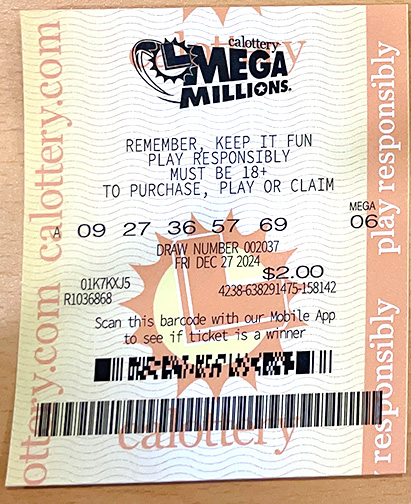 calottery
MEGA
MILLIONS
REMEMBER, KEEP IT FUN
PLAY RESPONSIBLY
MUST BE 18+
TO PURCHASE, PLAY OR CLAIM
MEGA
A 09 27 36 57 69 06
DRAW NUMBER 002037
FRI DEC 27 2024
$2.00
01K7KXJ5
R1036868 4238-638291475-158142
Scan this barcode with our Mobile App
to see if ticket is a winner
calottery
calottery
ottery.com calottery.com
responsibly play responsibly